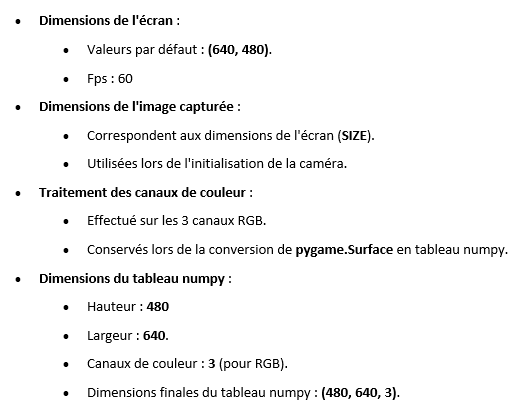 • Dimensions de l'écran :
• Valeurs par défaut : (640, 480).
• Fps : 60
• Dimensions de l'image capturée :
• Correspondent aux dimensions de l'écran (SIZE).
• Utilisées lors de l'initialisation de la caméra.
• Traitement des canaux de couleur :
• Effectué sur les 3 canaux RGB.
• Conservés lors de la conversion de pygame.Surface en tableau numpy.
• Dimensions du tableau numpy :
• Hauteur : 480
• Largeur : 640.
• Canaux de couleur : 3 (pour RGB).
• Dimensions finales du tableau numpy : (480, 640, 3).